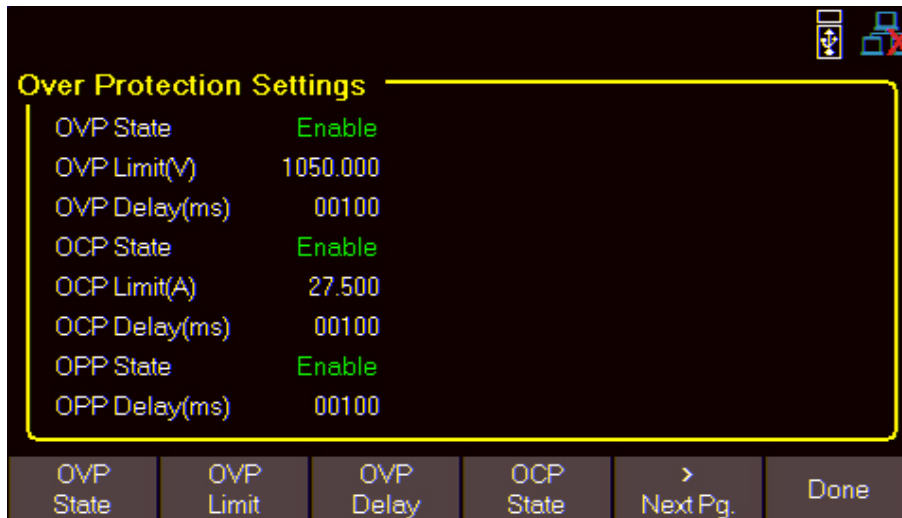 Over Protection Settings
OVP State Enable
OVP Limit(V) 1050.000
OVP Delay(ms) 00100
OCP State Enable
OCP Limit(A) 27.500
OCP Delay(ms) 00100
OPP State Enable
OPP Delay(ms) 00100
OVP State
OVP Limit
OVP Delay
OCP State
> Next Pg.
Done